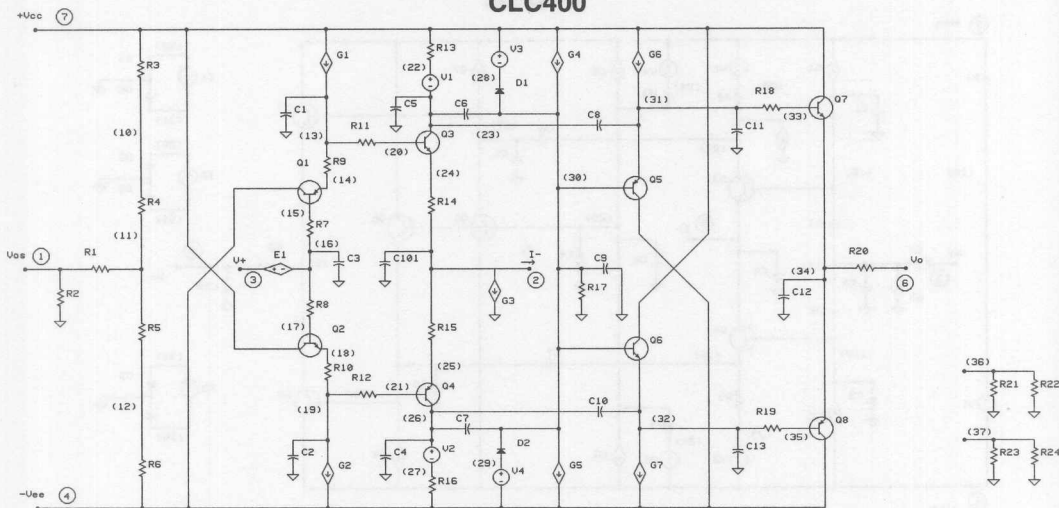 CLC400
+Vcc 7
R3
G1
R13
(22)
V1
V3
(28)
D1
G4
G6
C1
C5
C6
(23)
C8
(31)
R18
(33)
Q7
C11
(10)
(13)
R11
(20)
Q3
R9
Q1
(14)
(24)
(30)
Q5
R4
(15)
R7
R14
(11)
(16)
V+
3
E1
C3
C101
I-
2
C9
R20
Vo
6
Vos 1
R1
R2
G3
R17
(34)
C12
R8
R5
(17)
R15
Q2
(18)
(25)
Q6
R10
R12
(21)
Q4
(36)
R21
R22
(12)
(19)
(26)
C7
C10
(32)
R19
(35)
Q8
(37)
R23
R24
C2
C4
V2
(27)
D2
(29)
V4
C13
R6
G2
R16
G5
G7
-Vee 4